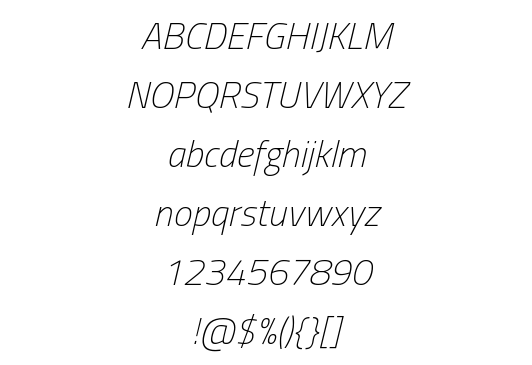 ABCDEFGHIJKLM
NOPQRSTUVWXYZ
abcdefghijklm
nopqrstuvwxyz
1234567890
!@$%(){}[]